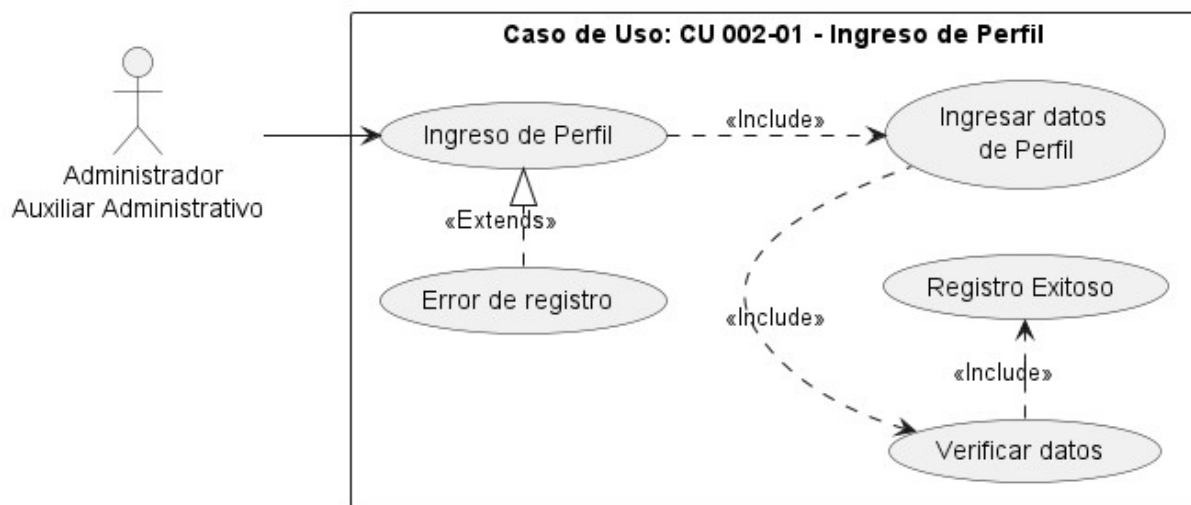 Caso de Uso: CU 002-01 - Ingreso de Perfil
Administrador
Auxiliar Administrativo
Ingreso de Perfil
«Include»
Ingresar datos
de Perfil
«Extends»
Error de registro
«Include»
Registro Exitoso
«Include»
Verificar datos